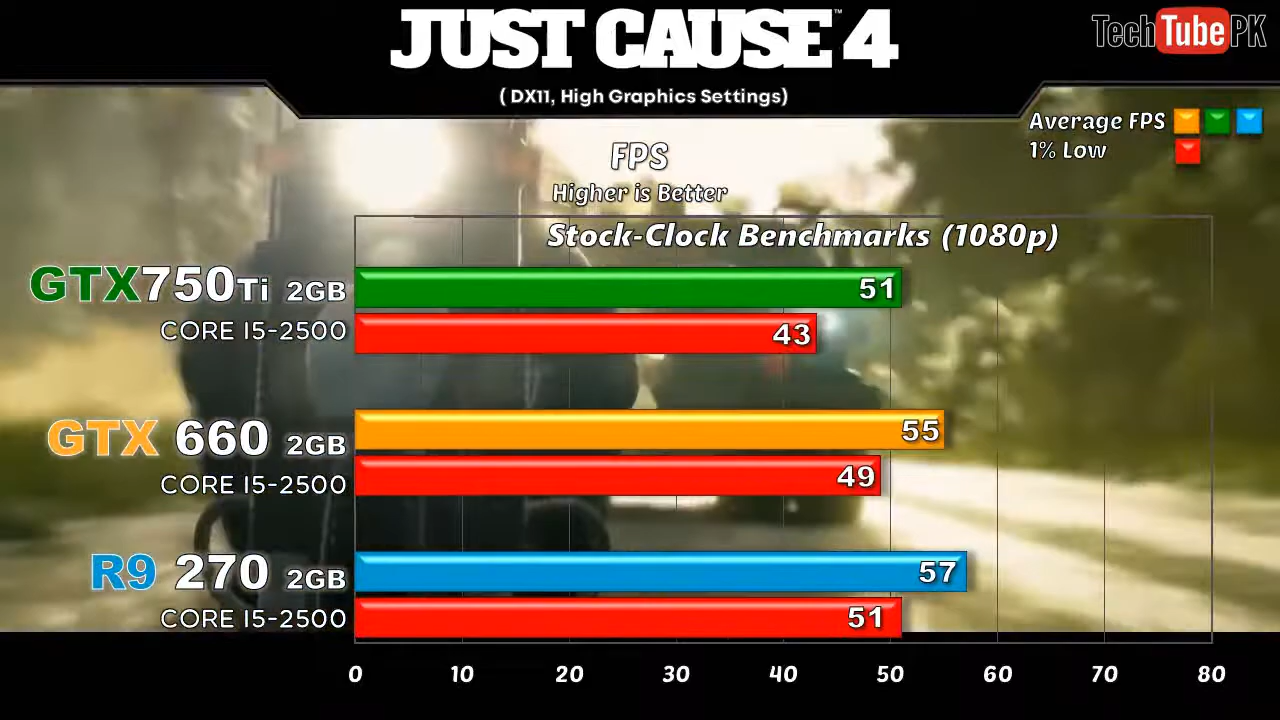 JUST CAUSE 4™
TechTubePK
( DX11, High Graphics Settings)
Average FPS
1% Low
FPS
Higher is Better
Stock-Clock Benchmarks (1080p)
GTX750Ti 2GB
51
CORE I5-2500
43
GTX 660 2GB
55
CORE I5-2500
49
R9 270 2GB
57
CORE I5-2500
51
0 10 20 30 40 50 60 70 80